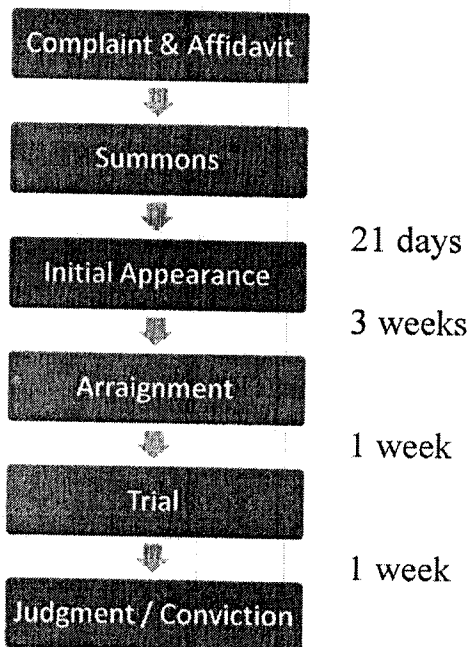 Complaint & Affidavit
Summons
21 days
Initial Appearance
3 weeks
Arraignment
1 week
Trial
1 week
Judgment / Conviction